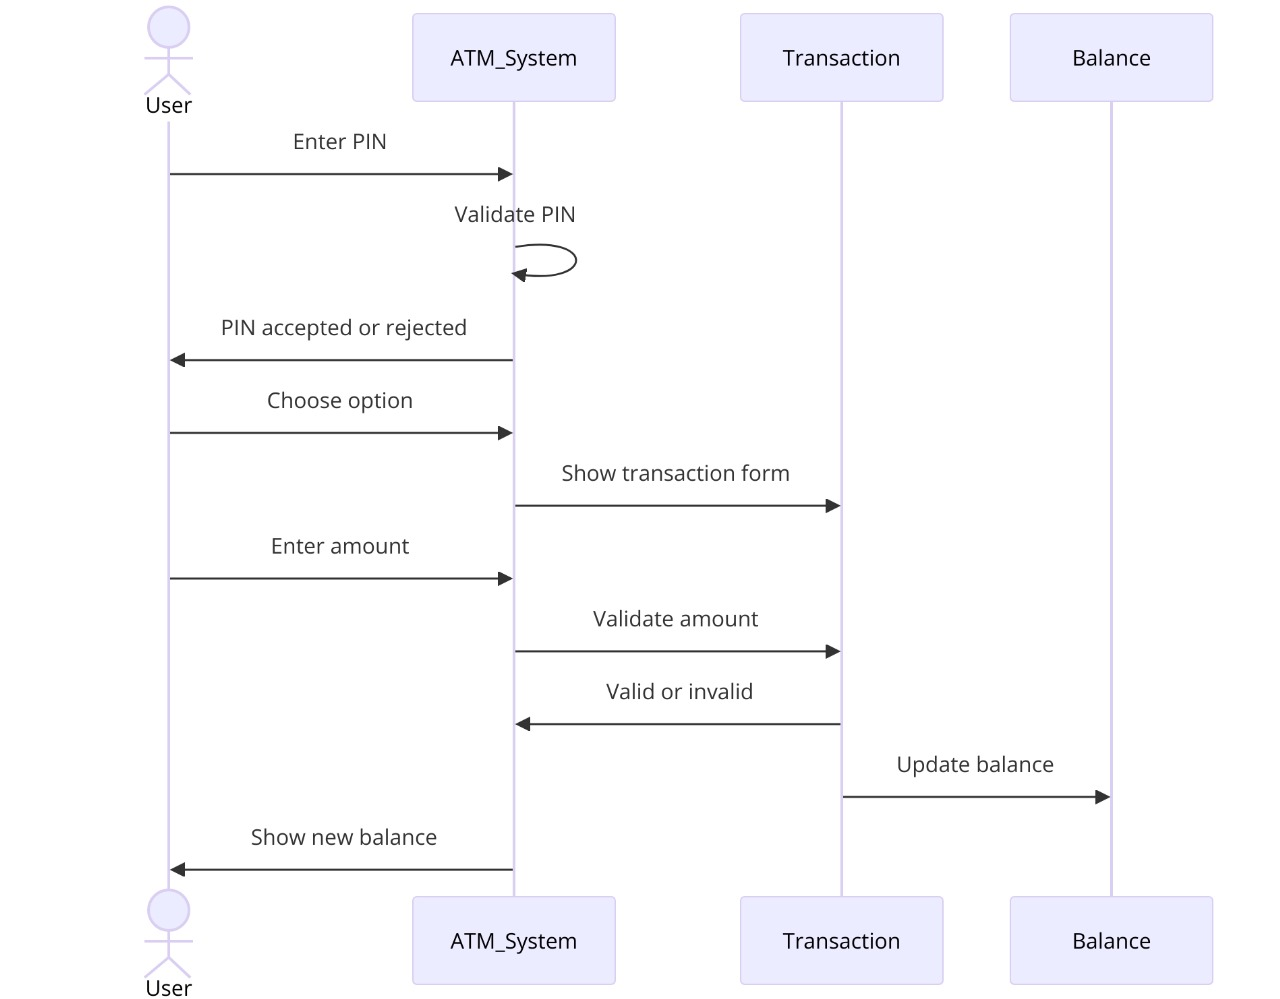 ATM_System
Transaction
Balance
User
Enter PIN
Validate PIN
PIN accepted or rejected
Choose option
Show transaction form
Enter amount
Validate amount
Valid or invalid
Update balance
Show new balance
ATM_System
Transaction
Balance
User